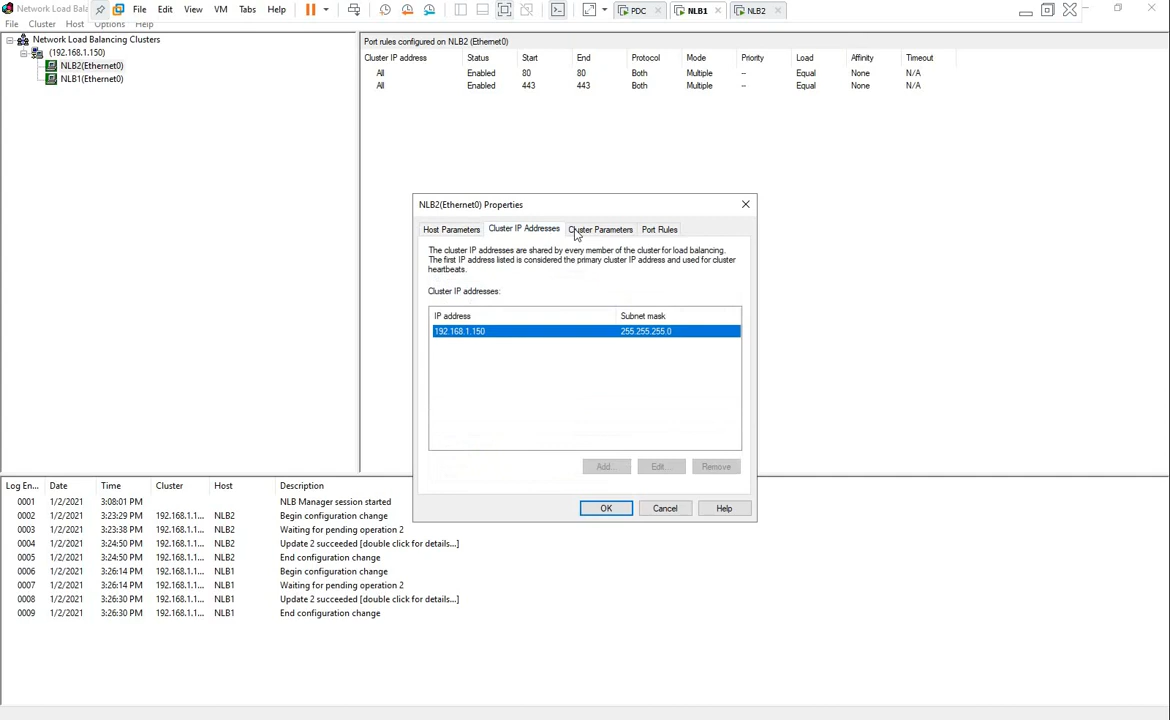 Network Load Bala
File Edit View VM Tabs Help
PDC NLB1 NLB2
File Cluster Host Options Help
Network Load Balancing Clusters
(192.168.1.150)
NLB2(Ethernet0)
NLB1(Ethernet0)
Port rules configured on NLB2 (Ethernet0)
Cluster IP address Status Start End Protocol Mode Priority Load Affinity Timeout
All Enabled 80 80 Both Multiple -- Equal None N/A
All Enabled 443 443 Both Multiple -- Equal None N/A
NLB2(Ethernet0) Properties
Host Parameters Cluster IP Addresses Cluster Parameters Port Rules
The cluster IP addresses are shared by every member of the cluster for load balancing.
The first IP address listed is considered the primary cluster IP address and used for cluster
heartbeats.
Cluster IP addresses:
IP address Subnet mask
192.168.1.150 255.255.255.0
Add... Edit... Remove
OK Cancel Help
Log En... Date Time Cluster Host Description
0001 1/2/2021 3:08:01 PM NLB Manager session started
0002 1/2/2021 3:23:29 PM 192.168.1.1... NLB2 Begin configuration change
0003 1/2/2021 3:23:38 PM 192.168.1.1... NLB2 Waiting for pending operation 2
0004 1/2/2021 3:24:50 PM 192.168.1.1... NLB2 Update 2 succeeded [double click for details...]
0005 1/2/2021 3:24:50 PM 192.168.1.1... NLB2 End configuration change
0006 1/2/2021 3:26:14 PM 192.168.1.1... NLB1 Begin configuration change
0007 1/2/2021 3:26:14 PM 192.168.1.1... NLB1 Waiting for pending operation 2
0008 1/2/2021 3:26:30 PM 192.168.1.1... NLB1 Update 2 succeeded [double click for details...]
0009 1/2/2021 3:26:30 PM 192.168.1.1... NLB1 End configuration change